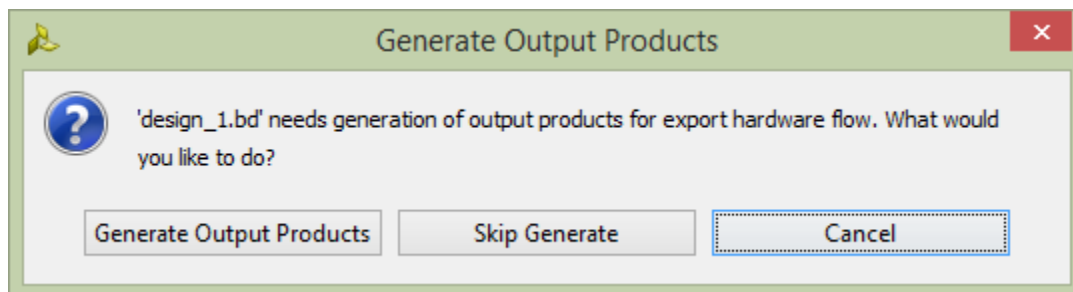 Generate Output Products
'design_1.bd' needs generation of output products for export hardware flow. What would
you like to do?
Generate Output Products
Skip Generate
Cancel